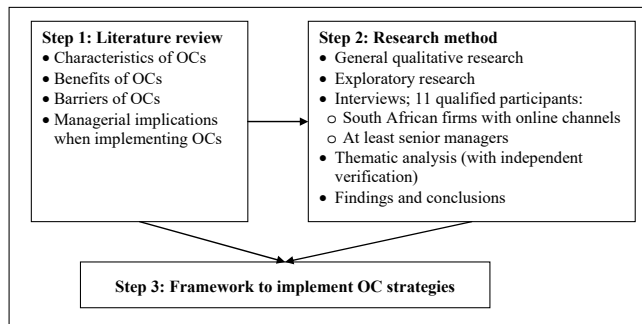 Step 1: Literature review
• Characteristics of OCs
• Benefits of OCs
• Barriers of OCs
• Managerial implications
when implementing OCs
Step 2: Research method
• General qualitative research
• Exploratory research
• Interviews; 11 qualified participants:
o South African firms with online channels
o At least senior managers
• Thematic analysis (with independent
verification)
• Findings and conclusions
Step 3: Framework to implement OC strategies